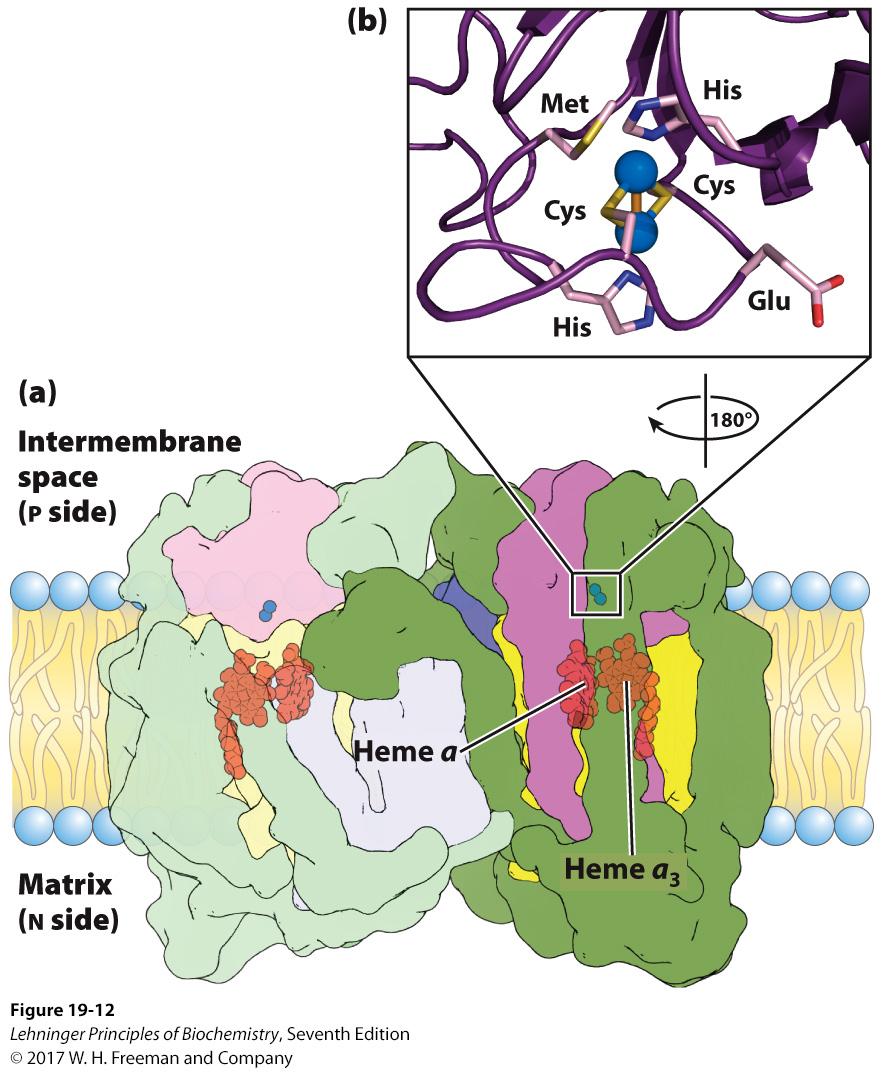 (b)
Met
His
Cys
Cys
Glu
His
(a)
180°
Intermembrane
space
(P side)
Heme a
Heme a₃
Matrix
(N side)
Figure 19-12
Lehninger Principles of Biochemistry, Seventh Edition
© 2017 W. H. Freeman and Company